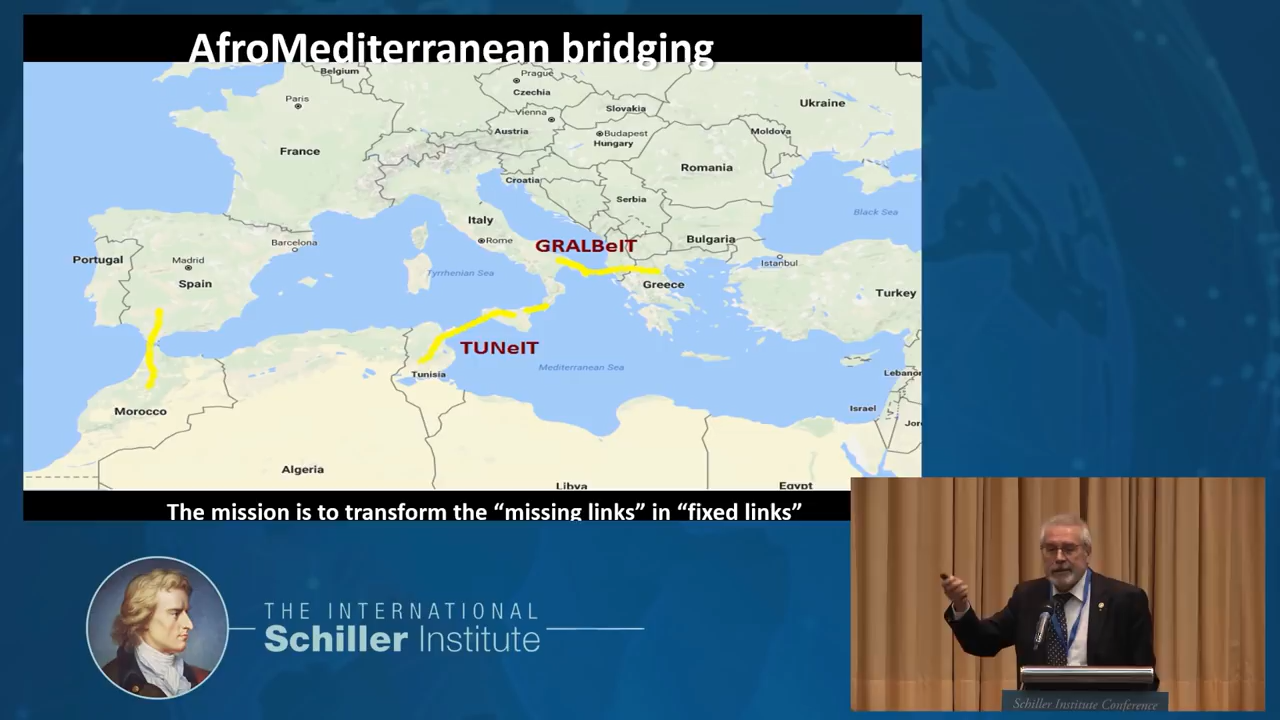 AfroMediterranean bridging
Belgium
Prague
Czechia
Paris
Ukraine
Slovakia
Vienna
Austria
Budapest
Hungary
Moldova
France
Romania
Croatia
Serbia
Italy
Black Sea
Rome
Bulgaria
Barcelona
GRALBeIT
Portugal
Madrid
Spain
Istanbul
Tyrrhenian Sea
Greece
Turkey
TUNeIT
Mediterranean Sea
Tunisia
Lebanon
Morocco
Israel
Jor
Algeria
Libya
Egypt
The mission is to transform the “missing links” in “fixed links”
THE INTERNATIONAL
Schiller Institute
Schiller Institute Conference